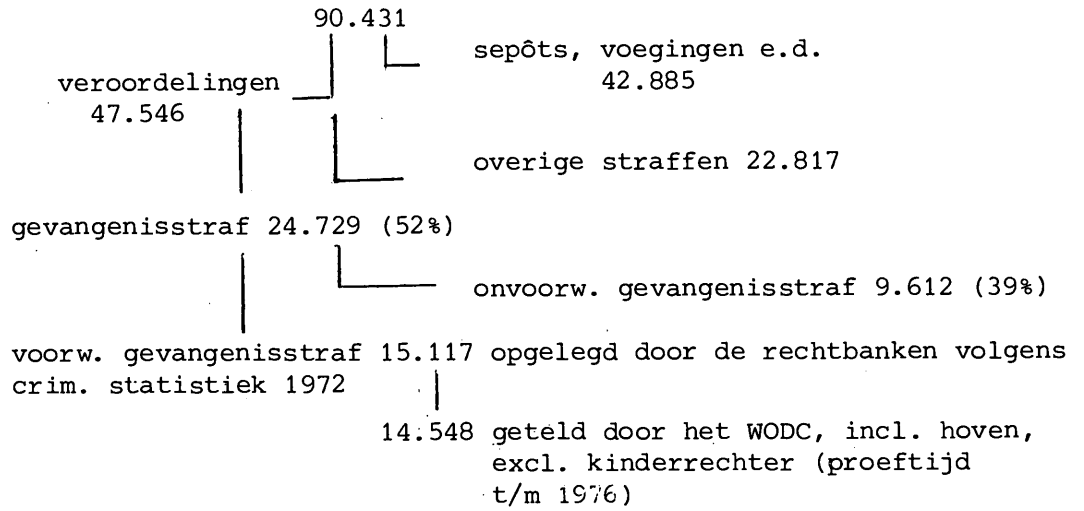 90.431
sepôts, voegingen e.d.
42.885
veroordelingen
47.546
overige straffen 22.817
gevangenisstraf 24.729 (52%)
onvoorw. gevangenisstraf 9.612 (39%)
voorw. gevangenisstraf 15.117 opgelegd door de rechtbanken volgens
crim. statistiek 1972
14.548 geteld door het WODC, incl. hoven,
excl. kinderrechter (proeftijd
t/m 1976)